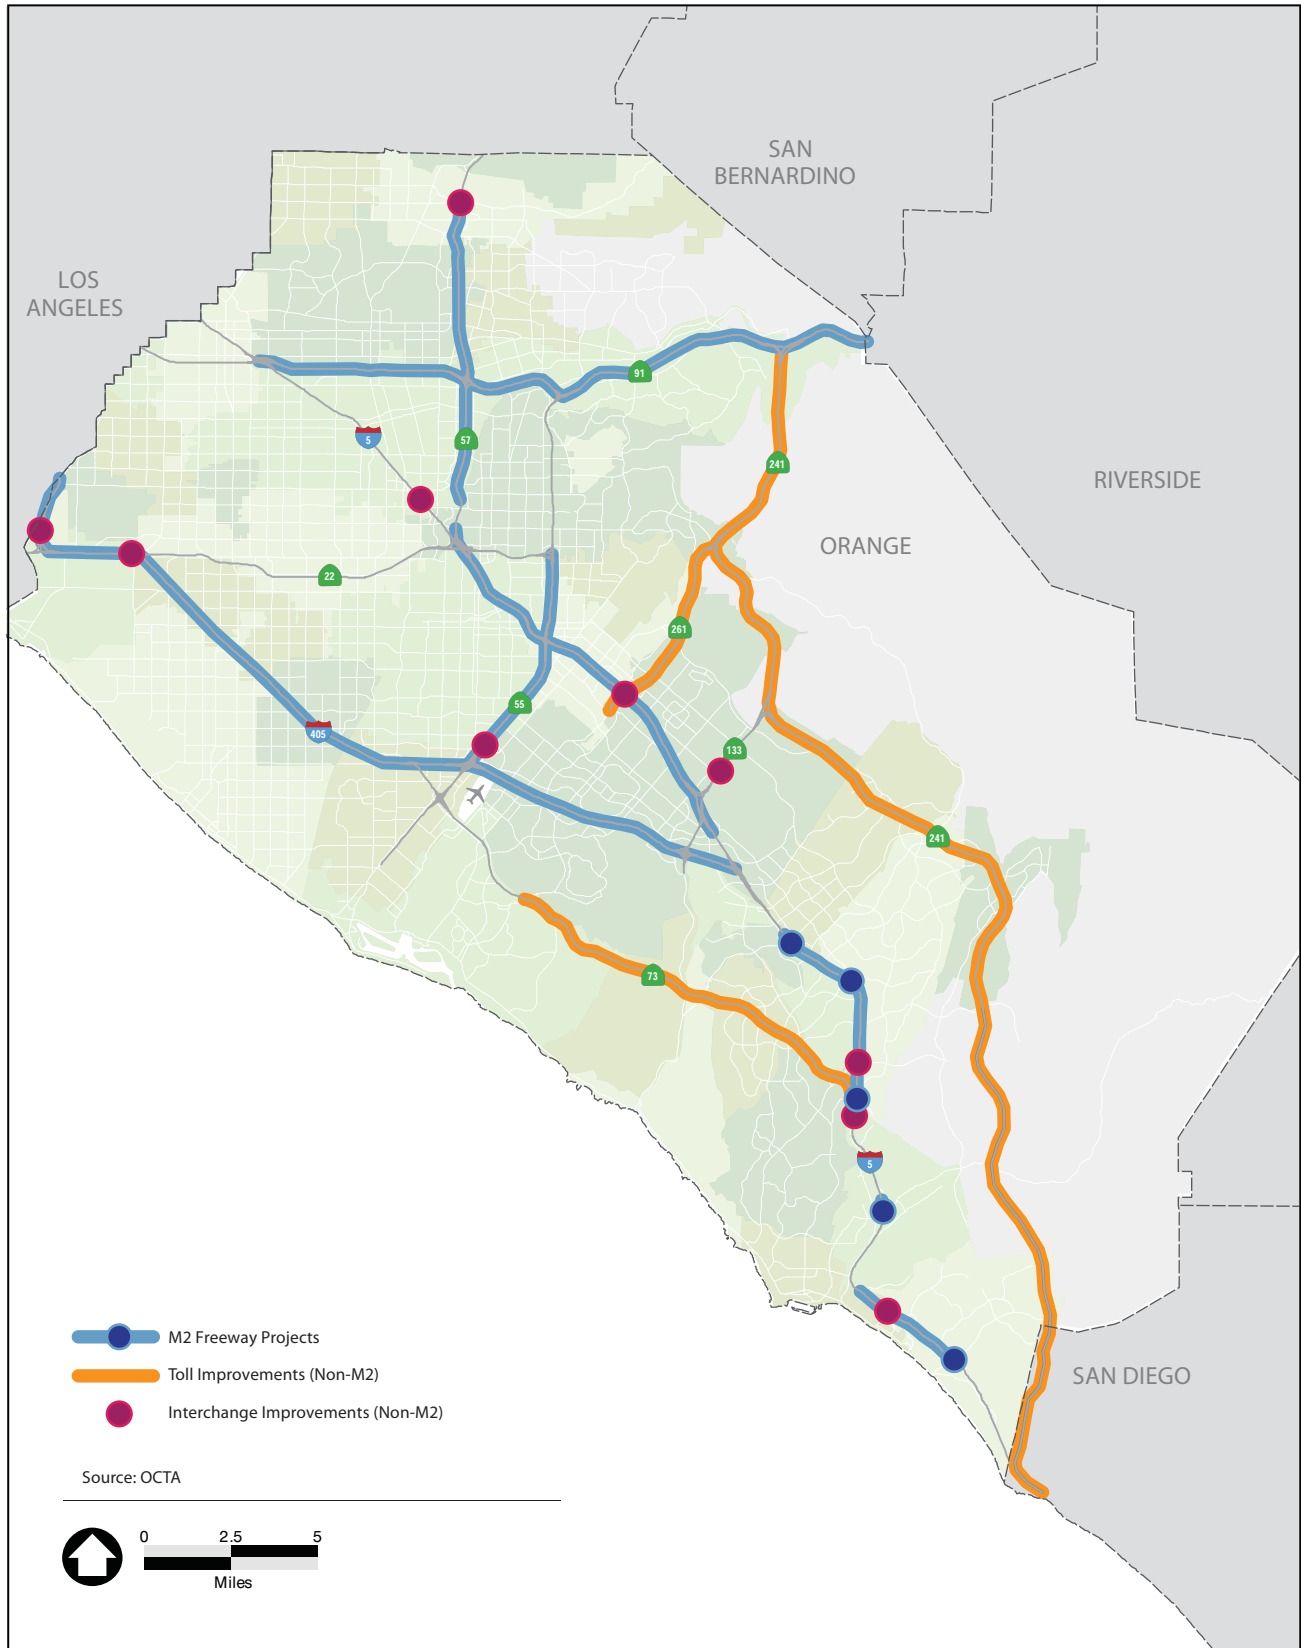 SAN
BERNARDINO
LOS
ANGELES
91
5
57
241
RIVERSIDE
ORANGE
22
261
55
405
133
241
73
5
M2 Freeway Projects
Toll Improvements (Non-M2)
SAN DIEGO
Interchange Improvements (Non-M2)
Source: OCTA
0 2.5 5
Miles